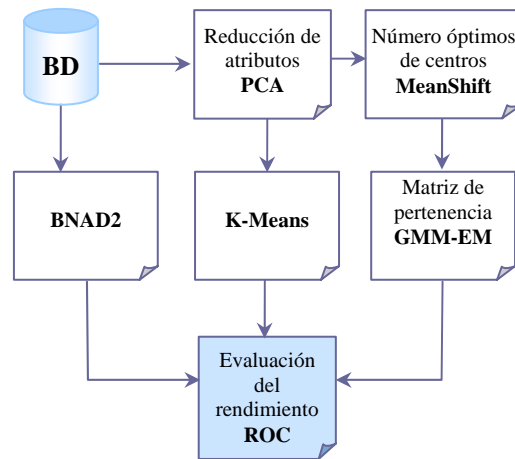 BD
Reducción de
atributos
PCA
Número óptimos
de centros
MeanShift
BNAD2
K-Means
Matriz de
pertenencia
GMM-EM
Evaluación
del
rendimiento
ROC